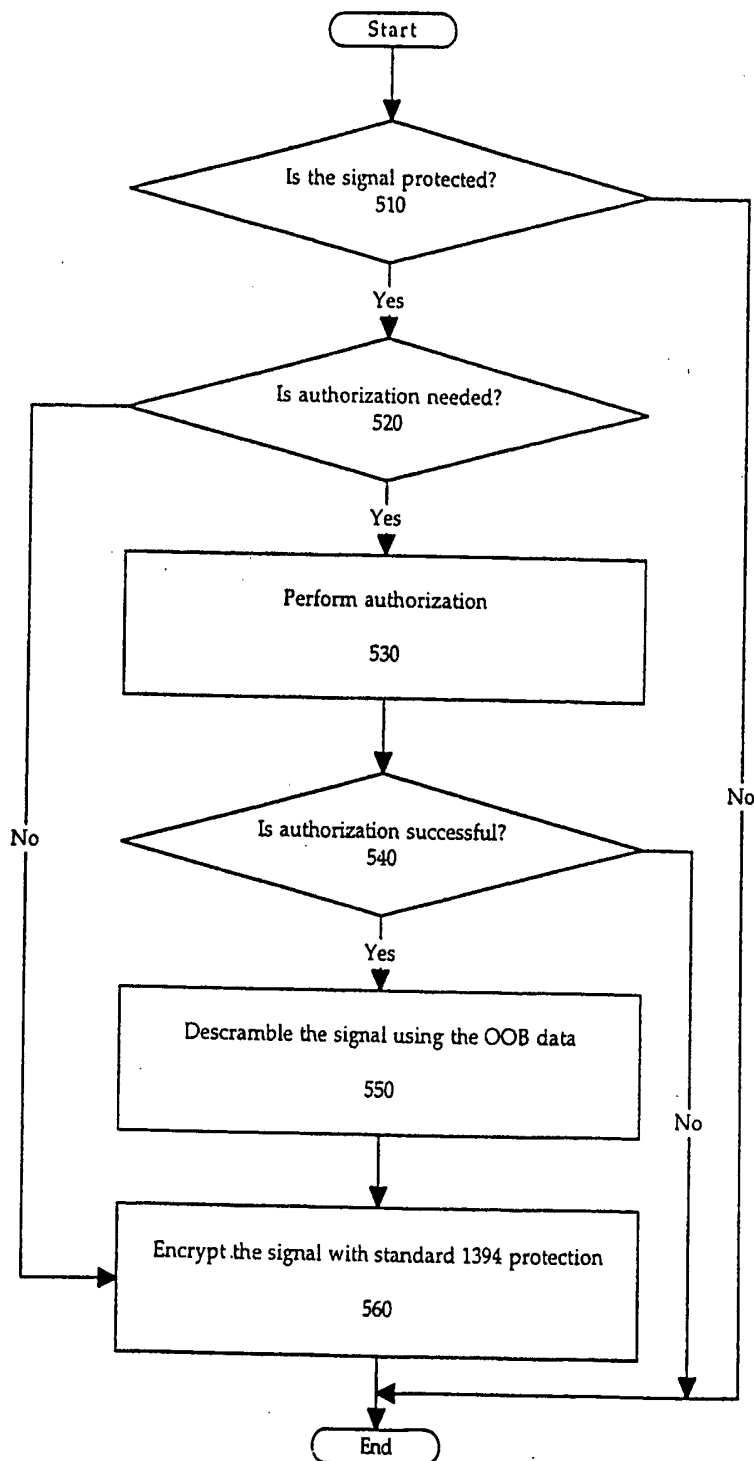 Start
Is the signal protected?
510
Yes
Is authorization needed?
520
Yes
Perform authorization
530
No
No
Is authorization successful?
540
Yes
Descramble the signal using the OOB data
550
No
Encrypt the signal with standard 1394 protection
560
End